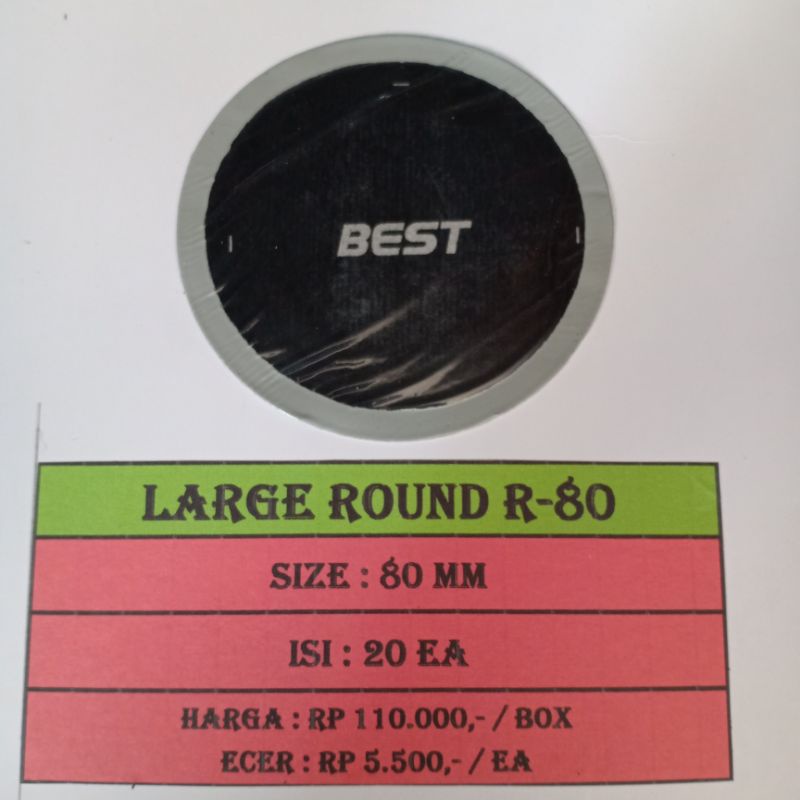 BEST
LARGE ROUND R-80
SIZE : 80 MM
ISI : 20 EA
HARGA : RP 110.000,- / BOX
ECER : RP 5.500,- / EA